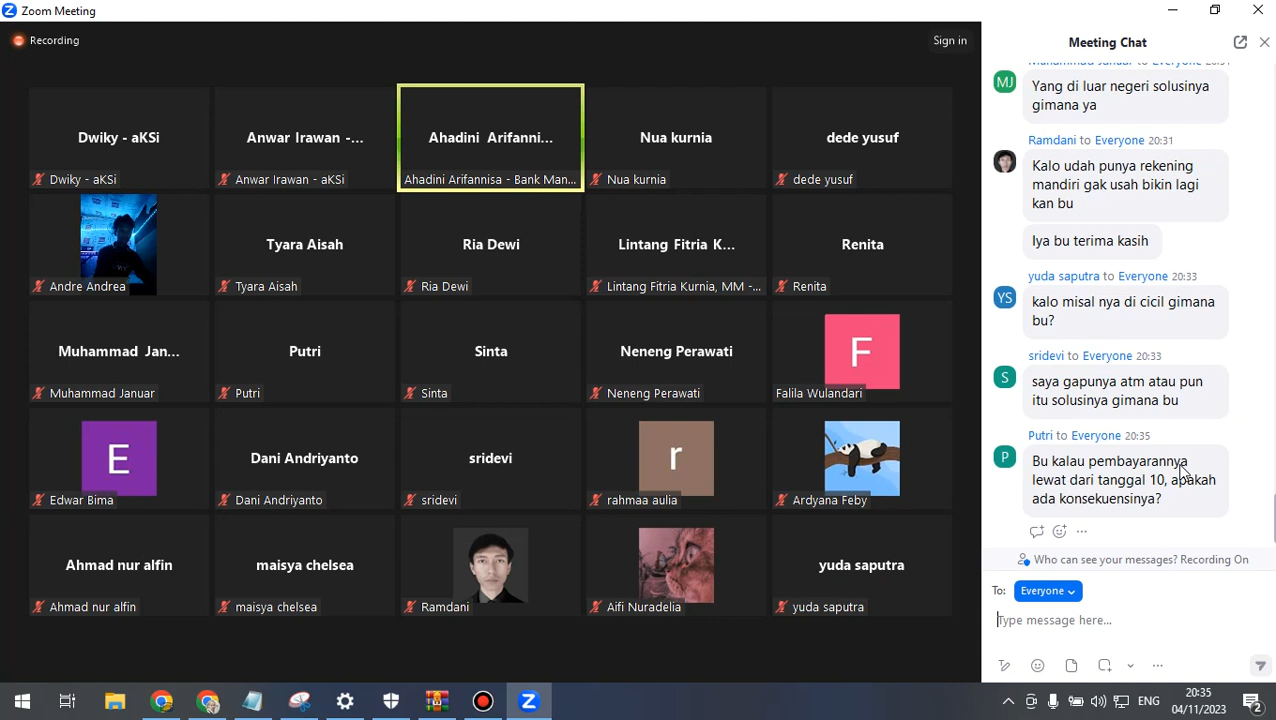 Zoom Meeting
Recording
Sign in
Dwiky - aKSi
Anwar Irawan -...
Ahadini Arifanni...
Nua kurnia
dede yusuf
Dwiky - aKSi
Anwar Irawan - aKSi
Ahadini Arifannisa - Bank Man...
Nua kurnia
dede yusuf
Tyara Aisah
Ria Dewi
Lintang Fitria K...
Renita
Andre Andrea
Tyara Aisah
Ria Dewi
Lintang Fitria Kurnia, MM -...
Renita
Muhammad Jan...
Putri
Sinta
Neneng Perawati
F
Muhammad Januar
Putri
Sinta
Neneng Perawati
Falila Wulandari
E
Dani Andriyanto
sridevi
r
Edwar Bima
Dani Andriyanto
sridevi
rahmaa aulia
Ardyana Feby
Ahmad nur alfin
maisya chelsea
yuda saputra
Ahmad nur alfin
maisya chelsea
Ramdani
Aifi Nuradelia
yuda saputra
Meeting Chat
Muhammad Januar to Everyone
MJ
Yang di luar negeri solusinya
gimana ya
Ramdani to Everyone 20:31
Kalo udah punya rekening
mandiri gak usah bikin lagi
kan bu
Iya bu terima kasih
yuda saputra to Everyone 20:33
YS
kalo misal nya di cicil gimana
bu?
sridevi to Everyone 20:33
S
saya gapunya atm atau pun
itu solusinya gimana bu
Putri to Everyone 20:35
P
Bu kalau pembayarannya
lewat dari tanggal 10, apakah
ada konsekuensinya?
Who can see your messages? Recording On
To: Everyone
Type message here...
ENG
20:35
04/11/2023
2